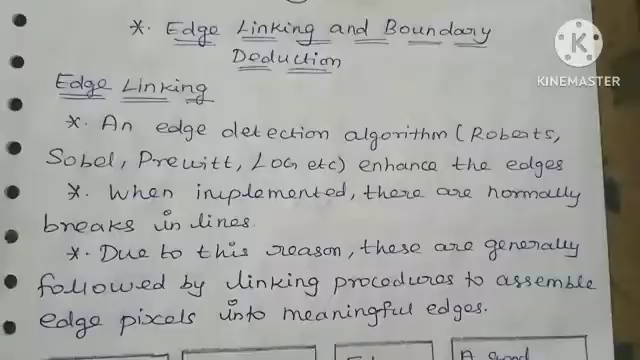 *. Edge Linking and Boundary
Deduction
K
KINEMASTER
Edge Linking
*. An edge detection algorithm (Roberts,
Sobel, Prewitt, LOG etc) enhance the edges
*. When implemented, there are normally
breaks in lines.
*. Due to this reason, these are generally
followed by linking procedures to assemble
edge pixels into meaningful edges.